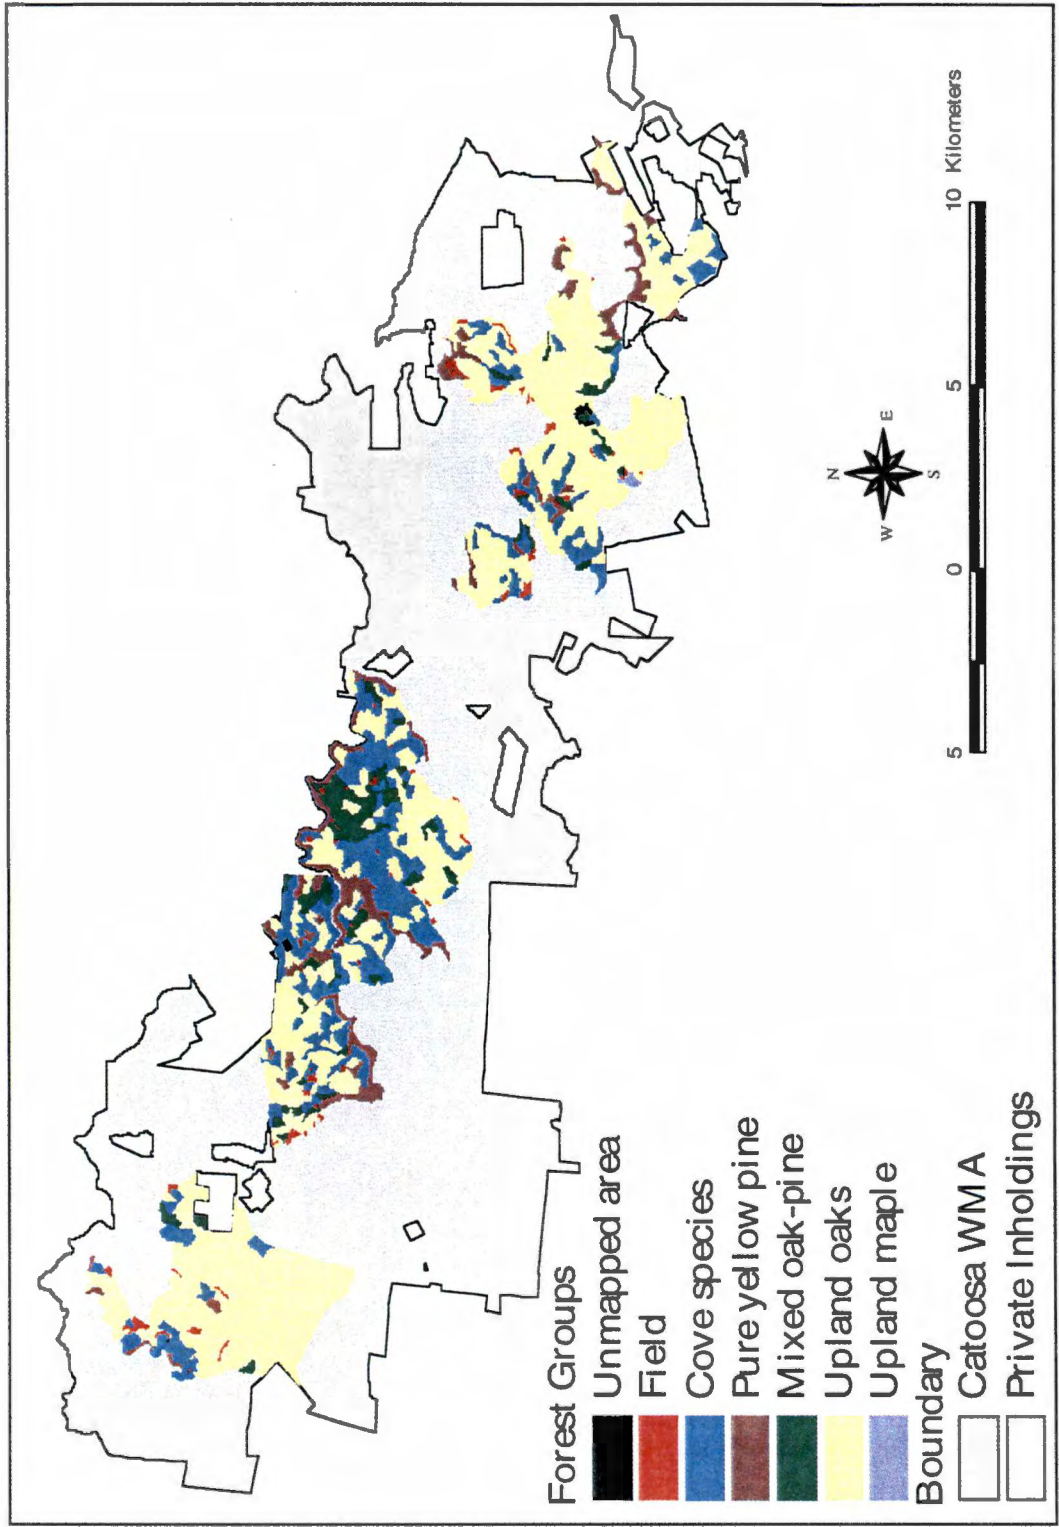 Forest Groups
Unmapped area
Field
Cove species
Pure yellow pine
Mixed oak-pine
Upland oaks
Upland maple
Boundary
Catoosa WMA
Private Inholdings
N
W E
S
5 0 5 10 Kilometers